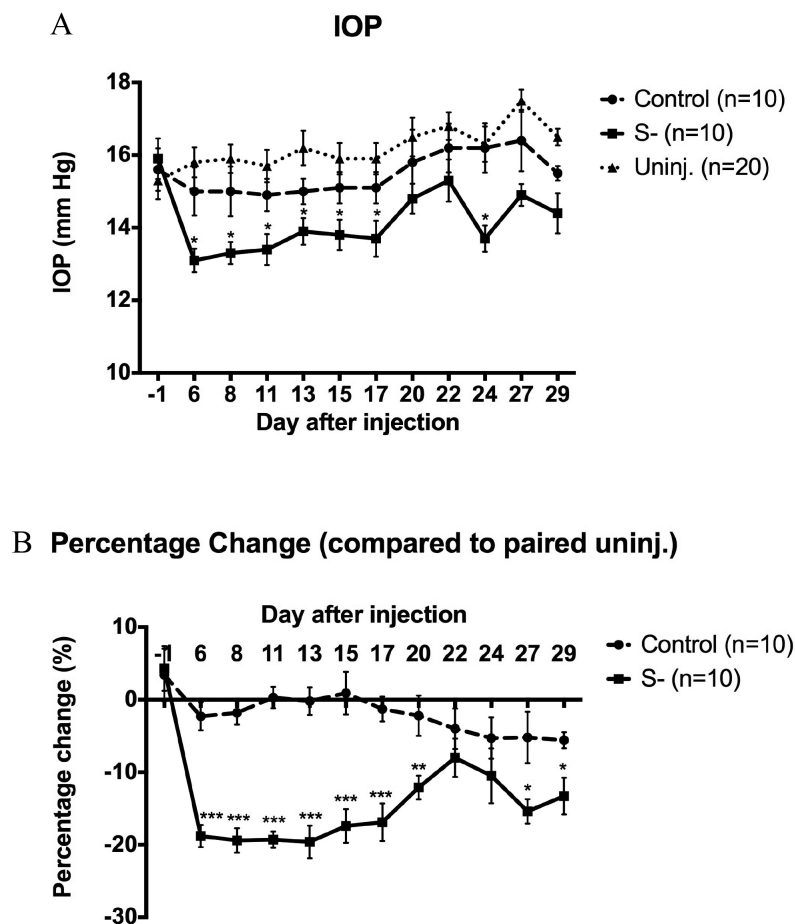 A
IOP
18
16
14
12
10
IOP (mm Hg)
* * * * * * *
-1 6 8 11 13 15 17 20 22 24 27 29
Day after injection
Control (n=10)
S- (n=10)
Uninj. (n=20)
B Percentage Change (compared to paired uninj.)
Day after injection
-1 6 8 11 13 15 17 20 22 24 27 29
10
0
-10
-20
-30
Percentage change (%)
*** *** *** *** *** *** ** * *
Control (n=10)
S- (n=10)